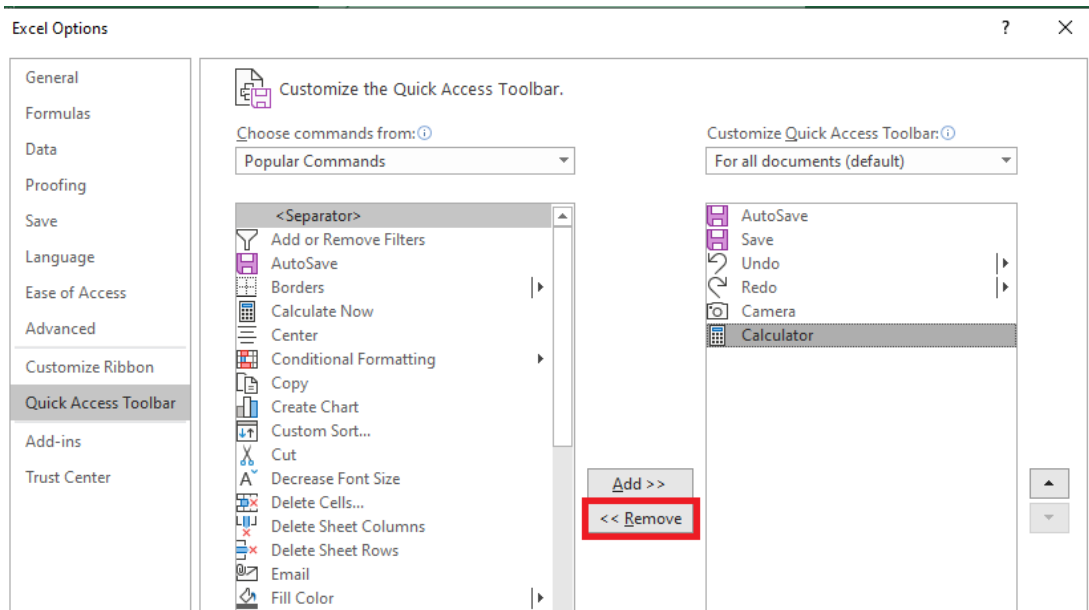 Excel Options
?
General
Formulas
Data
Proofing
Save
Language
Ease of Access
Advanced
Customize Ribbon
Quick Access Toolbar
Add-ins
Trust Center
Customize the Quick Access Toolbar.
Choose commands from:
Popular Commands
<Separator>
Add or Remove Filters
AutoSave
Borders
Calculate Now
Center
Conditional Formatting
Copy
Create Chart
Custom Sort...
Cut
Decrease Font Size
Delete Cells...
Delete Sheet Columns
Delete Sheet Rows
Email
Fill Color
Add >>
<< Remove
Customize Quick Access Toolbar:
For all documents (default)
AutoSave
Save
Undo
Redo
Camera
Calculator